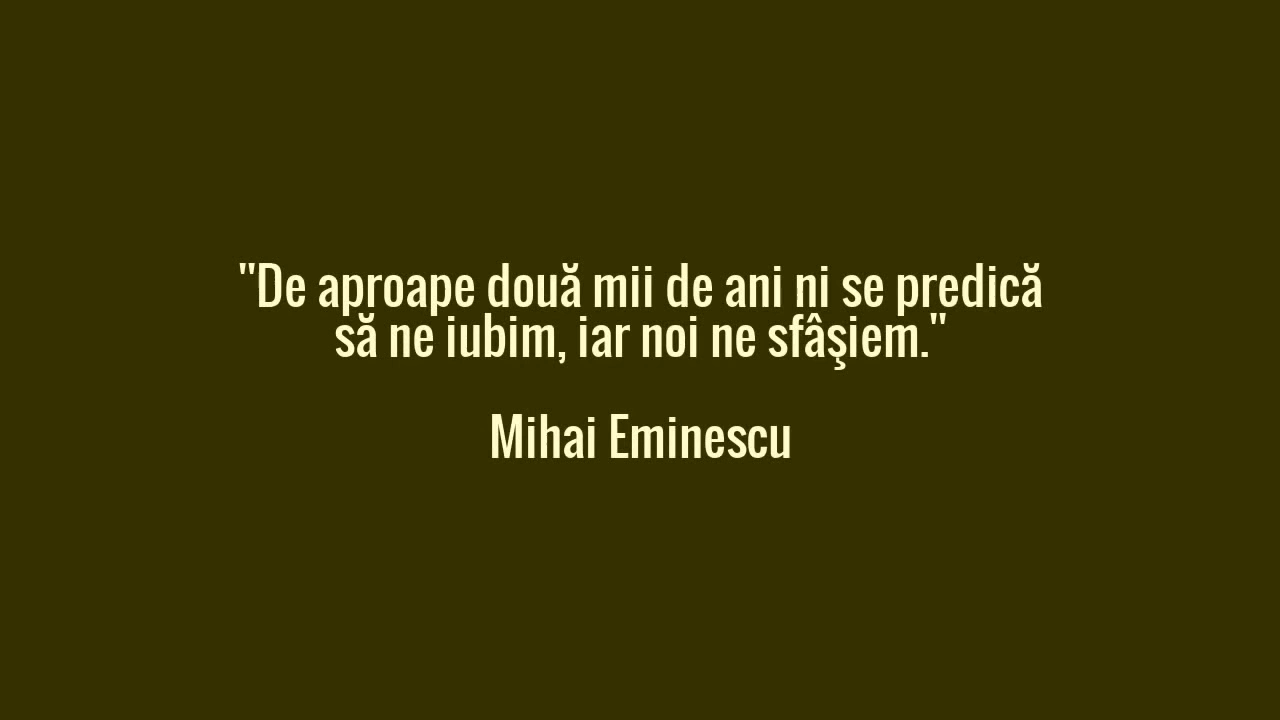 "De aproape două mii de ani ni se predică
să ne iubim, iar noi ne sfâşiem."
Mihai Eminescu